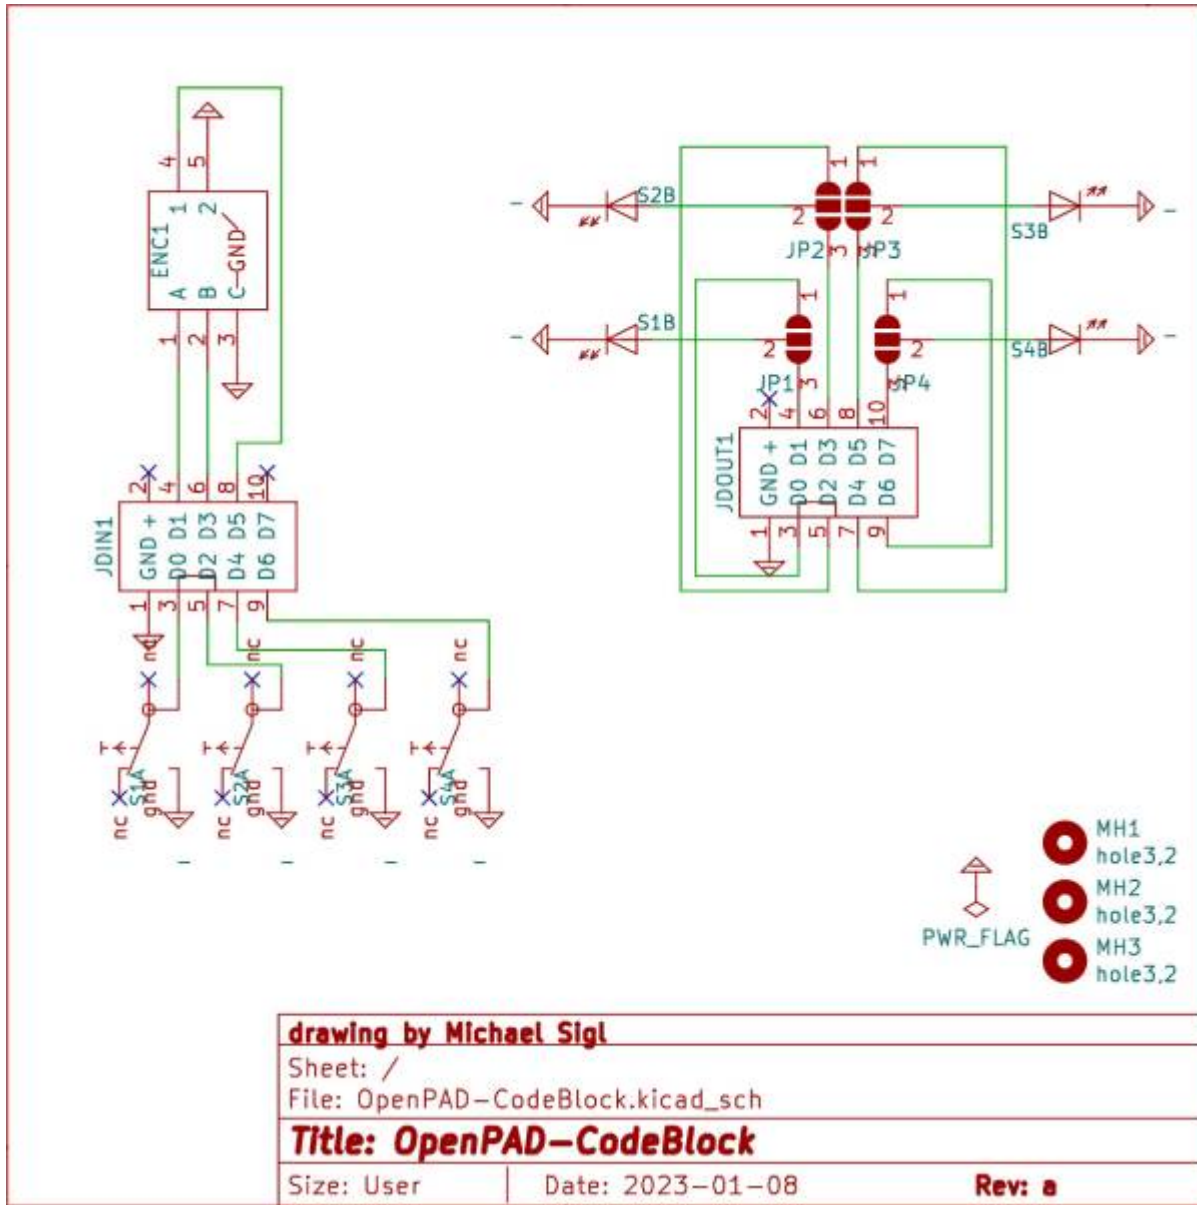 4
5
1
2
ENC1
C-GND
A
B
1
2
3
JDIN1
2
4
6
8
10
GND + D0 D1 D2 D3 D4 D5 D6 D7
1
3
5
7
9
nc
nc
nc
nc
S1A
S2A
S3A
S4A
nc
gnd
nc
gnd
nc
gnd
nc
gnd
S2B
1
1
2
2
3
3
JP2
JP3
S3B
S1B
1
1
2
2
3
3
JP1
JP4
S4B
JDOUT1
2
4
6
8
10
GND + D0 D1 D2 D3 D4 D5 D6 D7
1
3
5
7
9
PWR_FLAG
MH1
hole3,2
MH2
hole3,2
MH3
hole3,2
drawing by Michael Sigl
Sheet: /
File: OpenPAD-CodeBlock.kicad_sch
Title: OpenPAD-CodeBlock
Size: User
Date: 2023-01-08
Rev: a